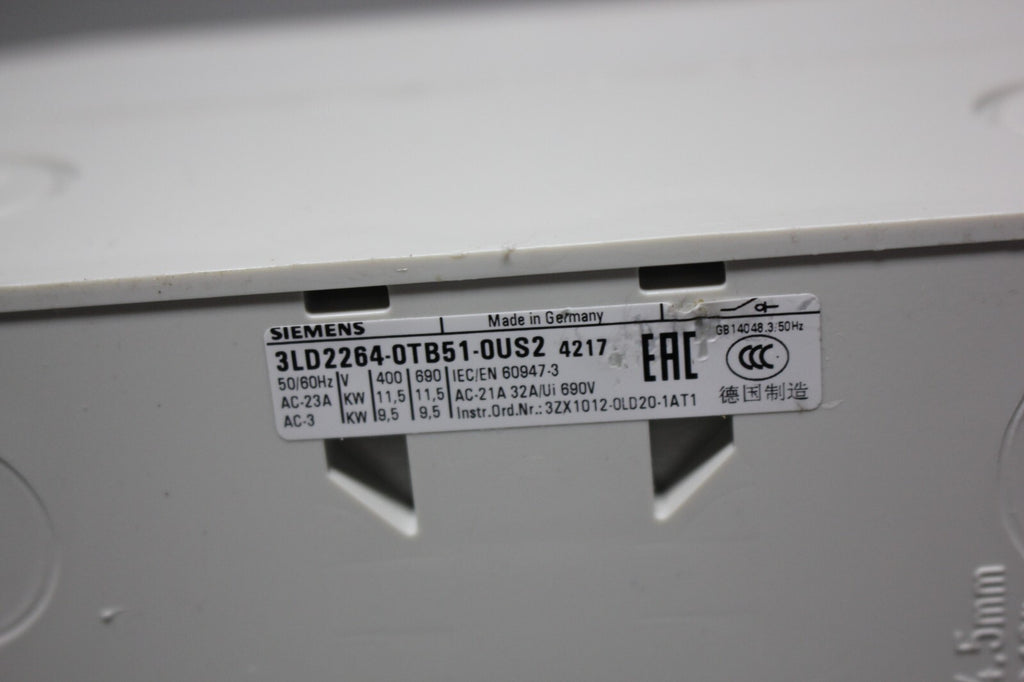 SIEMENS
Made in Germany
3LD2264-0TB51-0US2 4217
50/60Hz V 400 690 IEC/EN 60947-3
AC-23A KW 11,5 11,5 AC-21A 32A/Ui 690V
AC-3 KW 9,5 9,5 Instr.Ord.Nr.: 3ZX1012-0LD20-1AT1
EAC
GB14048.3/50Hz
CCC
德国制造
.5mm